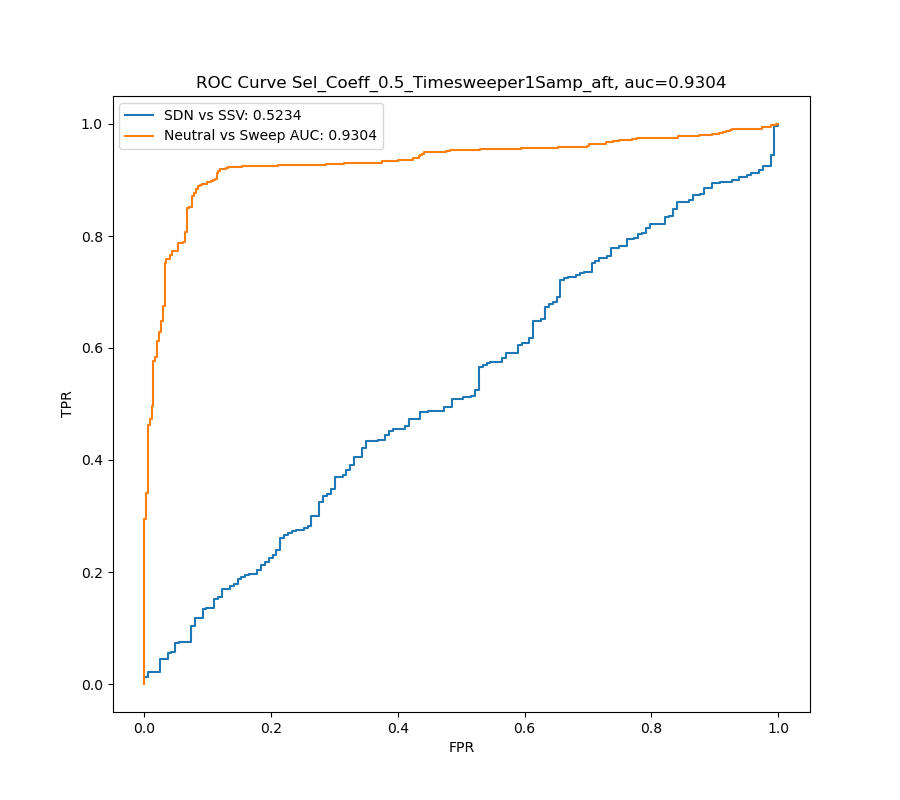 ROC Curve Sel_Coeff_0.5_Timesweeper1Samp_aft, auc=0.9304
SDN vs SSV: 0.5234
Neutral vs Sweep AUC: 0.9304
1.0
0.8
0.6
0.4
0.2
0.0
TPR
0.0 0.2 0.4 0.6 0.8 1.0
FPR